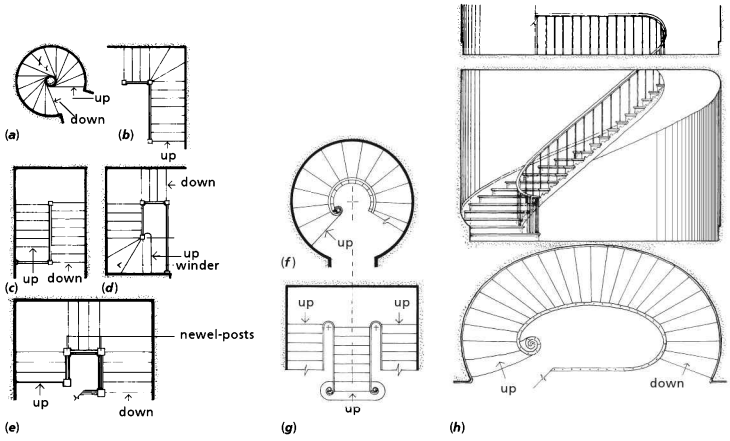 up
down
(a)
(b)
up
down
up
winder
(c)
up
down
(d)
newel-posts
up
down
(e)
up
(f)
up
up
up
(g)
up
down
(h)